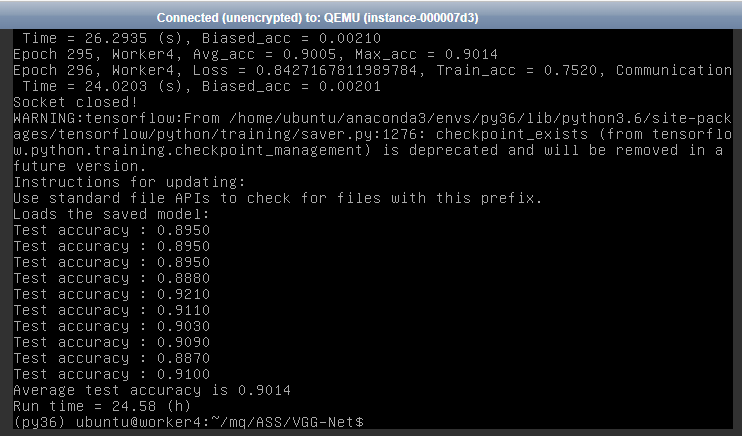 Connected (unencrypted) to: QEMU (instance-000007d3)
Time = 26.2935 (s), Biased_acc = 0.00210
Epoch 295, Worker4, Avg_acc = 0.9005, Max_acc = 0.9014
Epoch 296, Worker4, Loss = 0.8427167811989784, Train_acc = 0.7520, Communication
Time = 24.0203 (s), Biased_acc = 0.00201
Socket closed!
WARNING:tensorflow:From /home/ubuntu/anaconda3/envs/py36/lib/python3.6/site-pack
ages/tensorflow/python/training/saver.py:1276: checkpoint_exists (from tensorflo
w.python.training.checkpoint_management) is deprecated and will be removed in a
future version.
Instructions for updating:
Use standard file APIs to check for files with this prefix.
Loads the saved model:
Test accuracy : 0.8950
Test accuracy : 0.8950
Test accuracy : 0.8950
Test accuracy : 0.8880
Test accuracy : 0.9210
Test accuracy : 0.9110
Test accuracy : 0.9030
Test accuracy : 0.9090
Test accuracy : 0.8870
Test accuracy : 0.9100
Average test accuracy is 0.9014
Run time = 24.58 (h)
(py36) ubuntu@worker4:~/mq/ASS/VGG-Net$